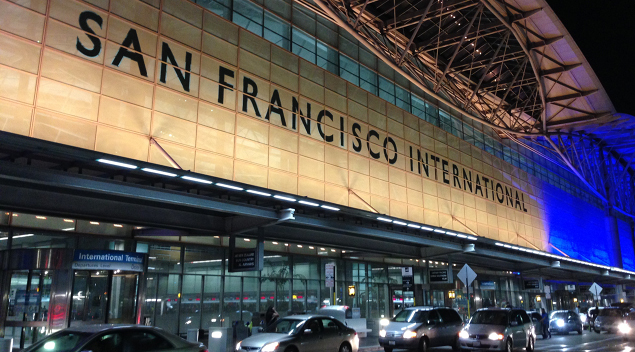 SAN FRANCISCO INTERNATIONAL
International Terminal